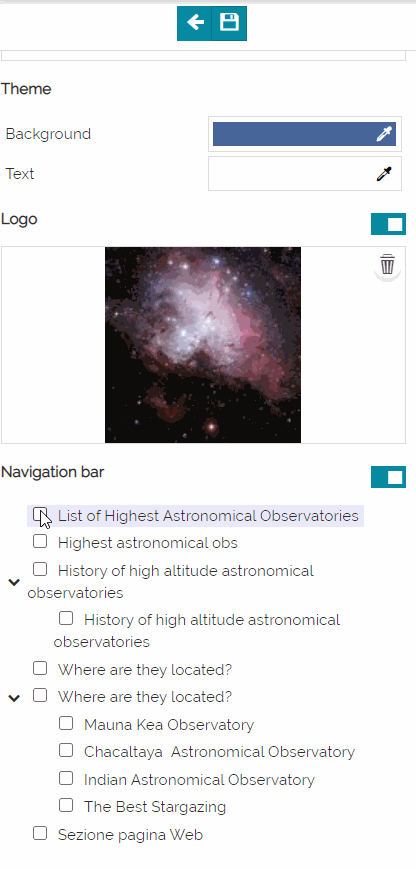 Theme
Background
Text
Logo
Navigation bar
List of Highest Astronomical Observatories
Highest astronomical obs
History of high altitude astronomical
observatories
History of high altitude astronomical
observatories
Where are they located?
Where are they located?
Mauna Kea Observatory
Chacaltaya  Astronomical Observatory
Indian Astronomical Observatory
The Best Stargazing
Sezione pagina Web